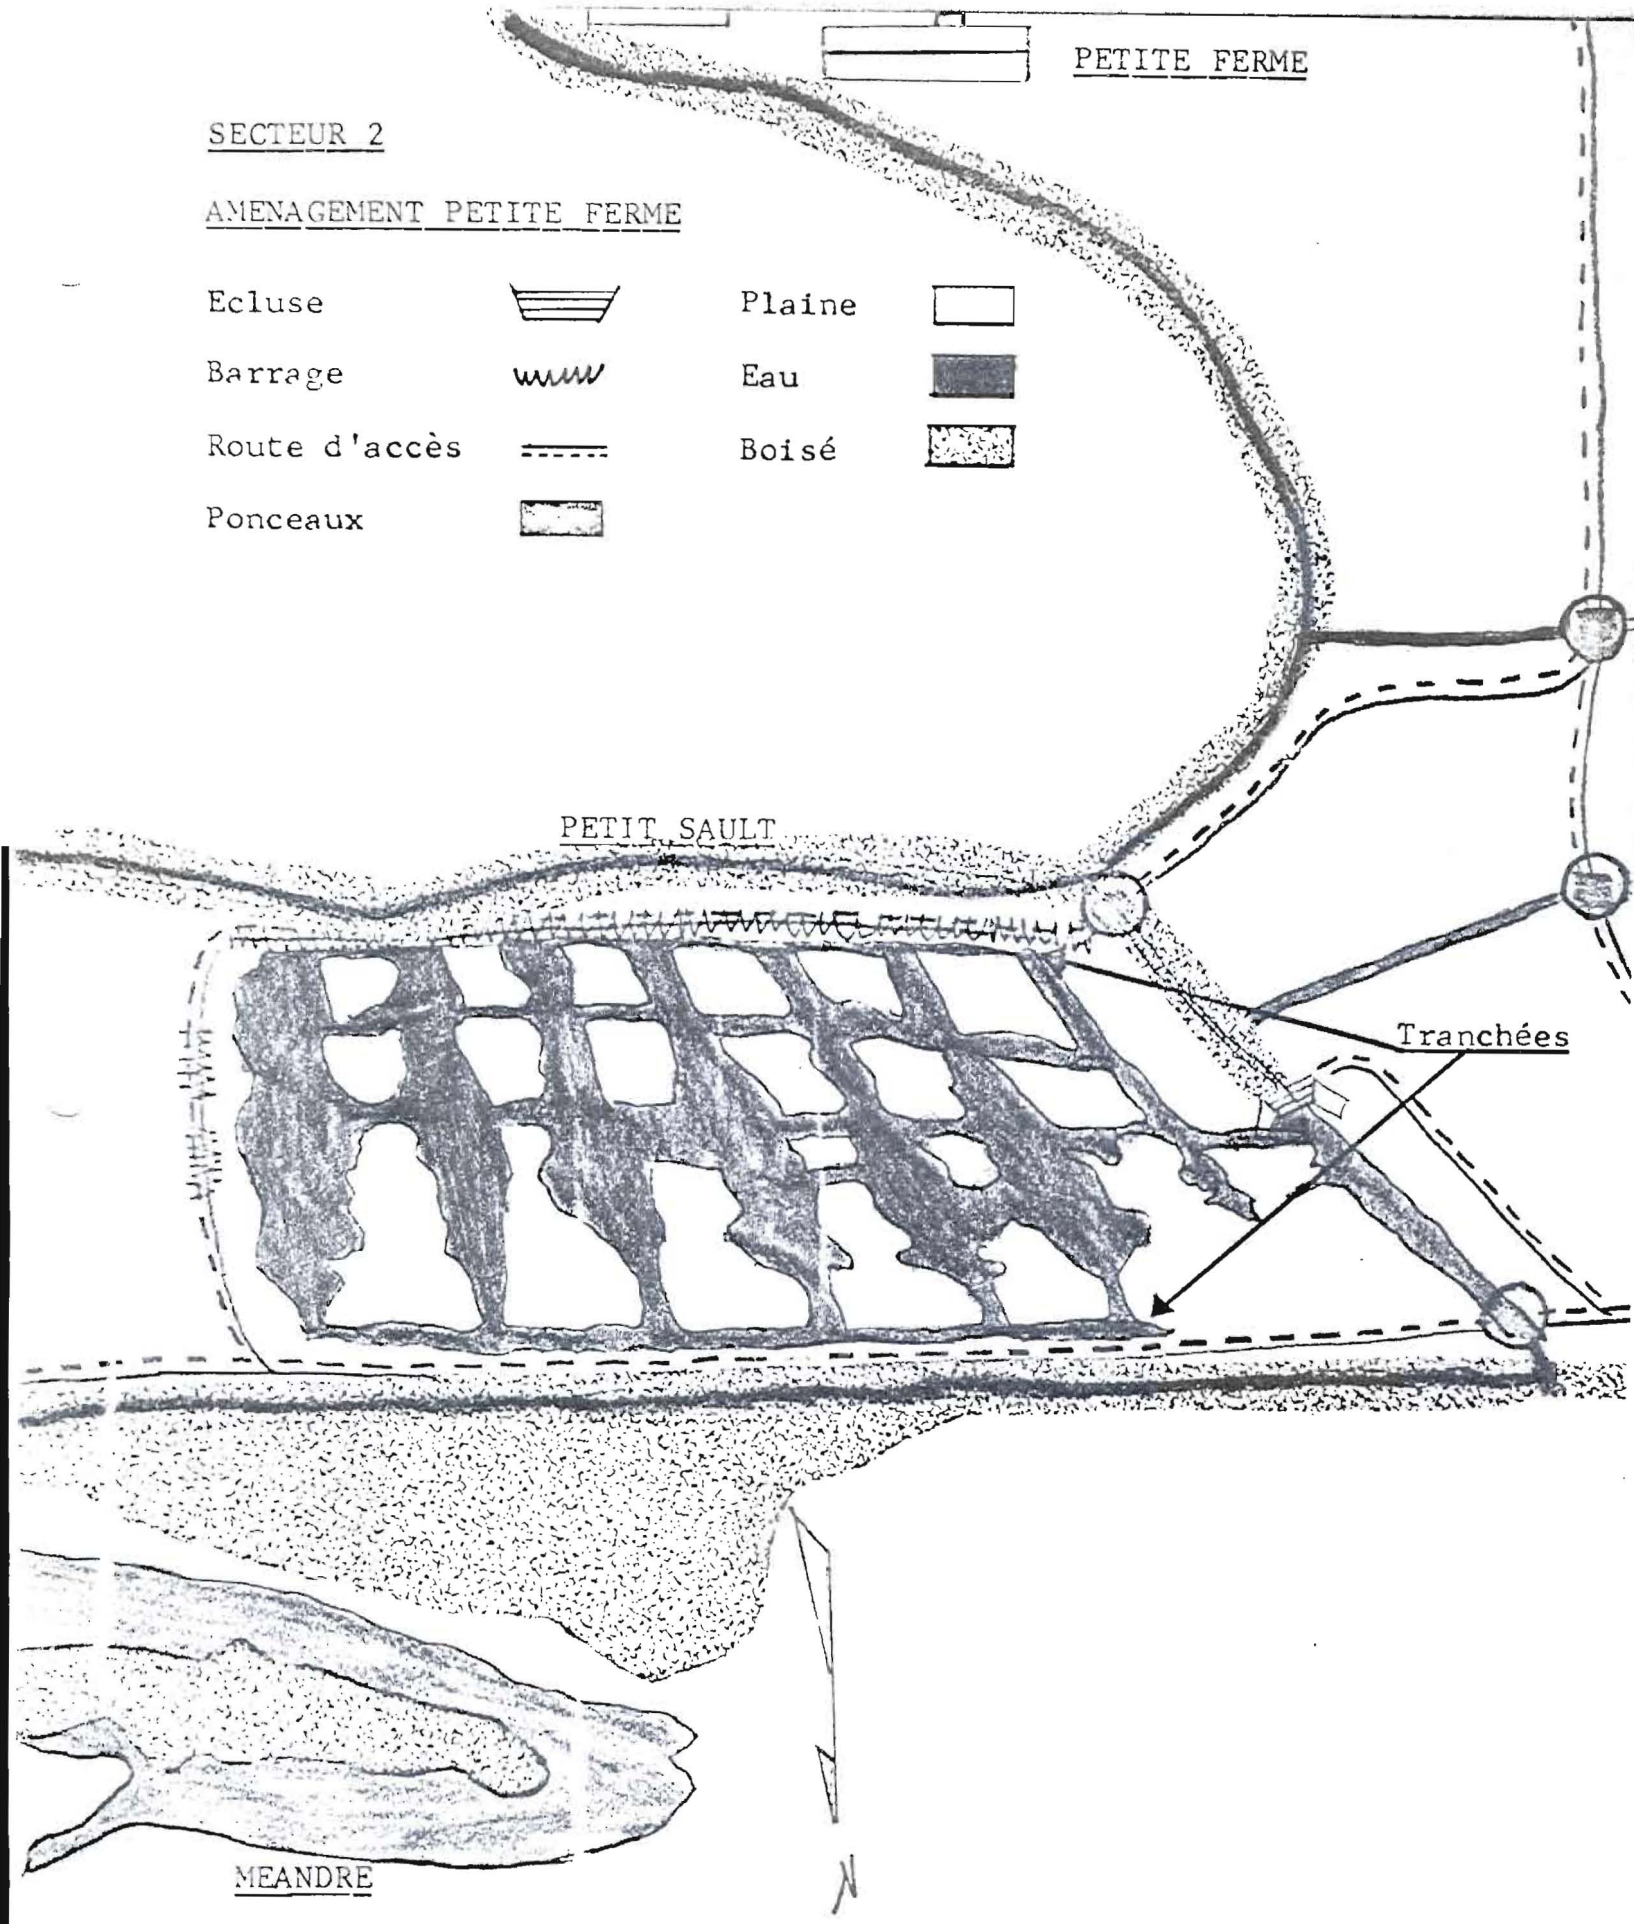 PETITE FERME
SECTEUR 2
AMENAGEMENT PETITE FERME
Ecluse
Plaine
Barrage
Eau
Route d'accès
Boisé
Ponceaux
PETIT SAULT
Tranchées
MEANDRE
N